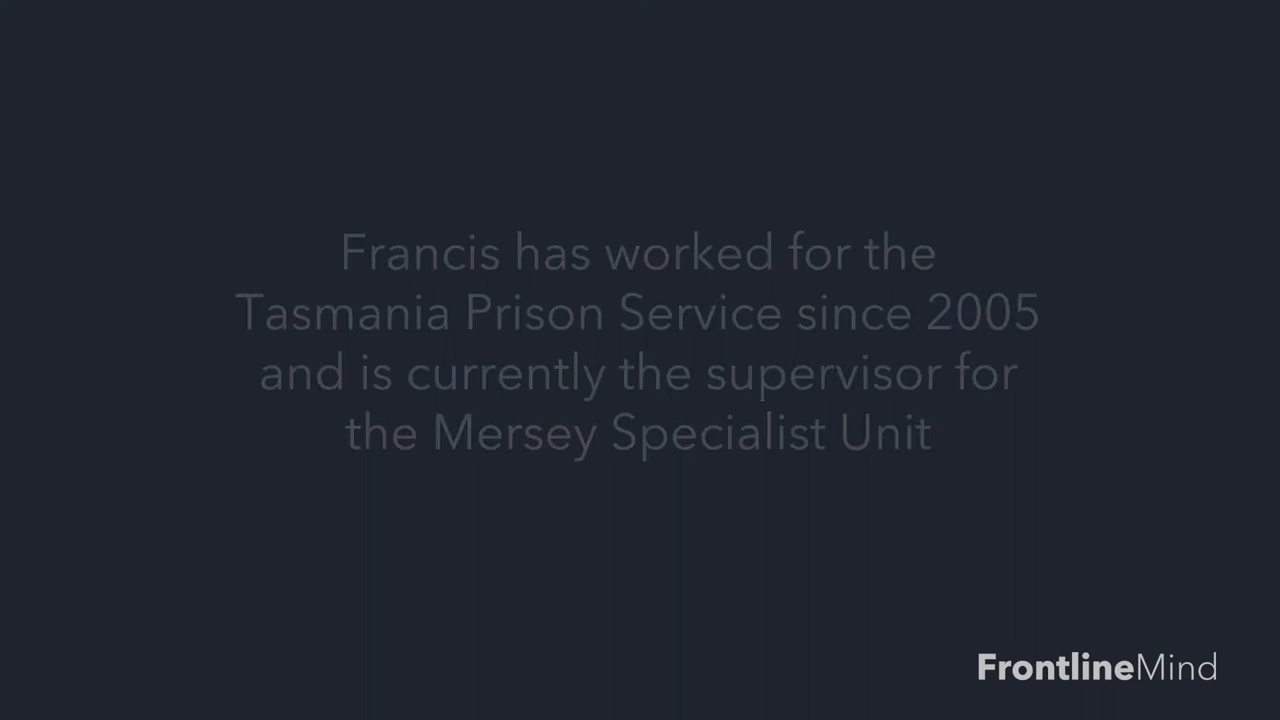 Francis has worked for the
Tasmania Prison Service since 2005
and is currently the supervisor for
the Mersey Specialist Unit
FrontlineMind